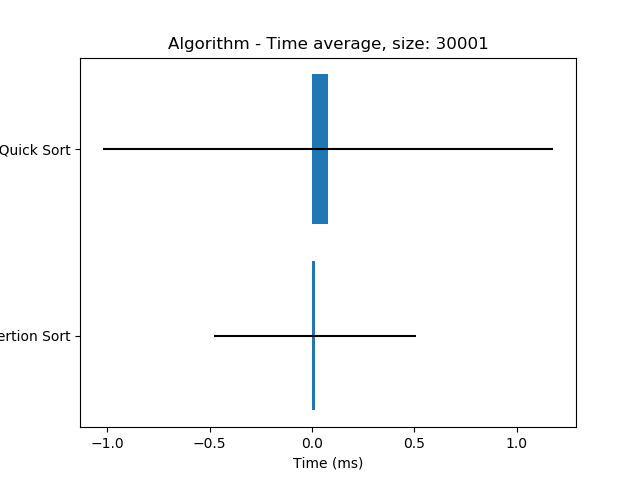 Algorithm - Time average, size: 30001
Quick Sort
ertion Sort
−1.0
−0.5
0.0
0.5
1.0
Time (ms)